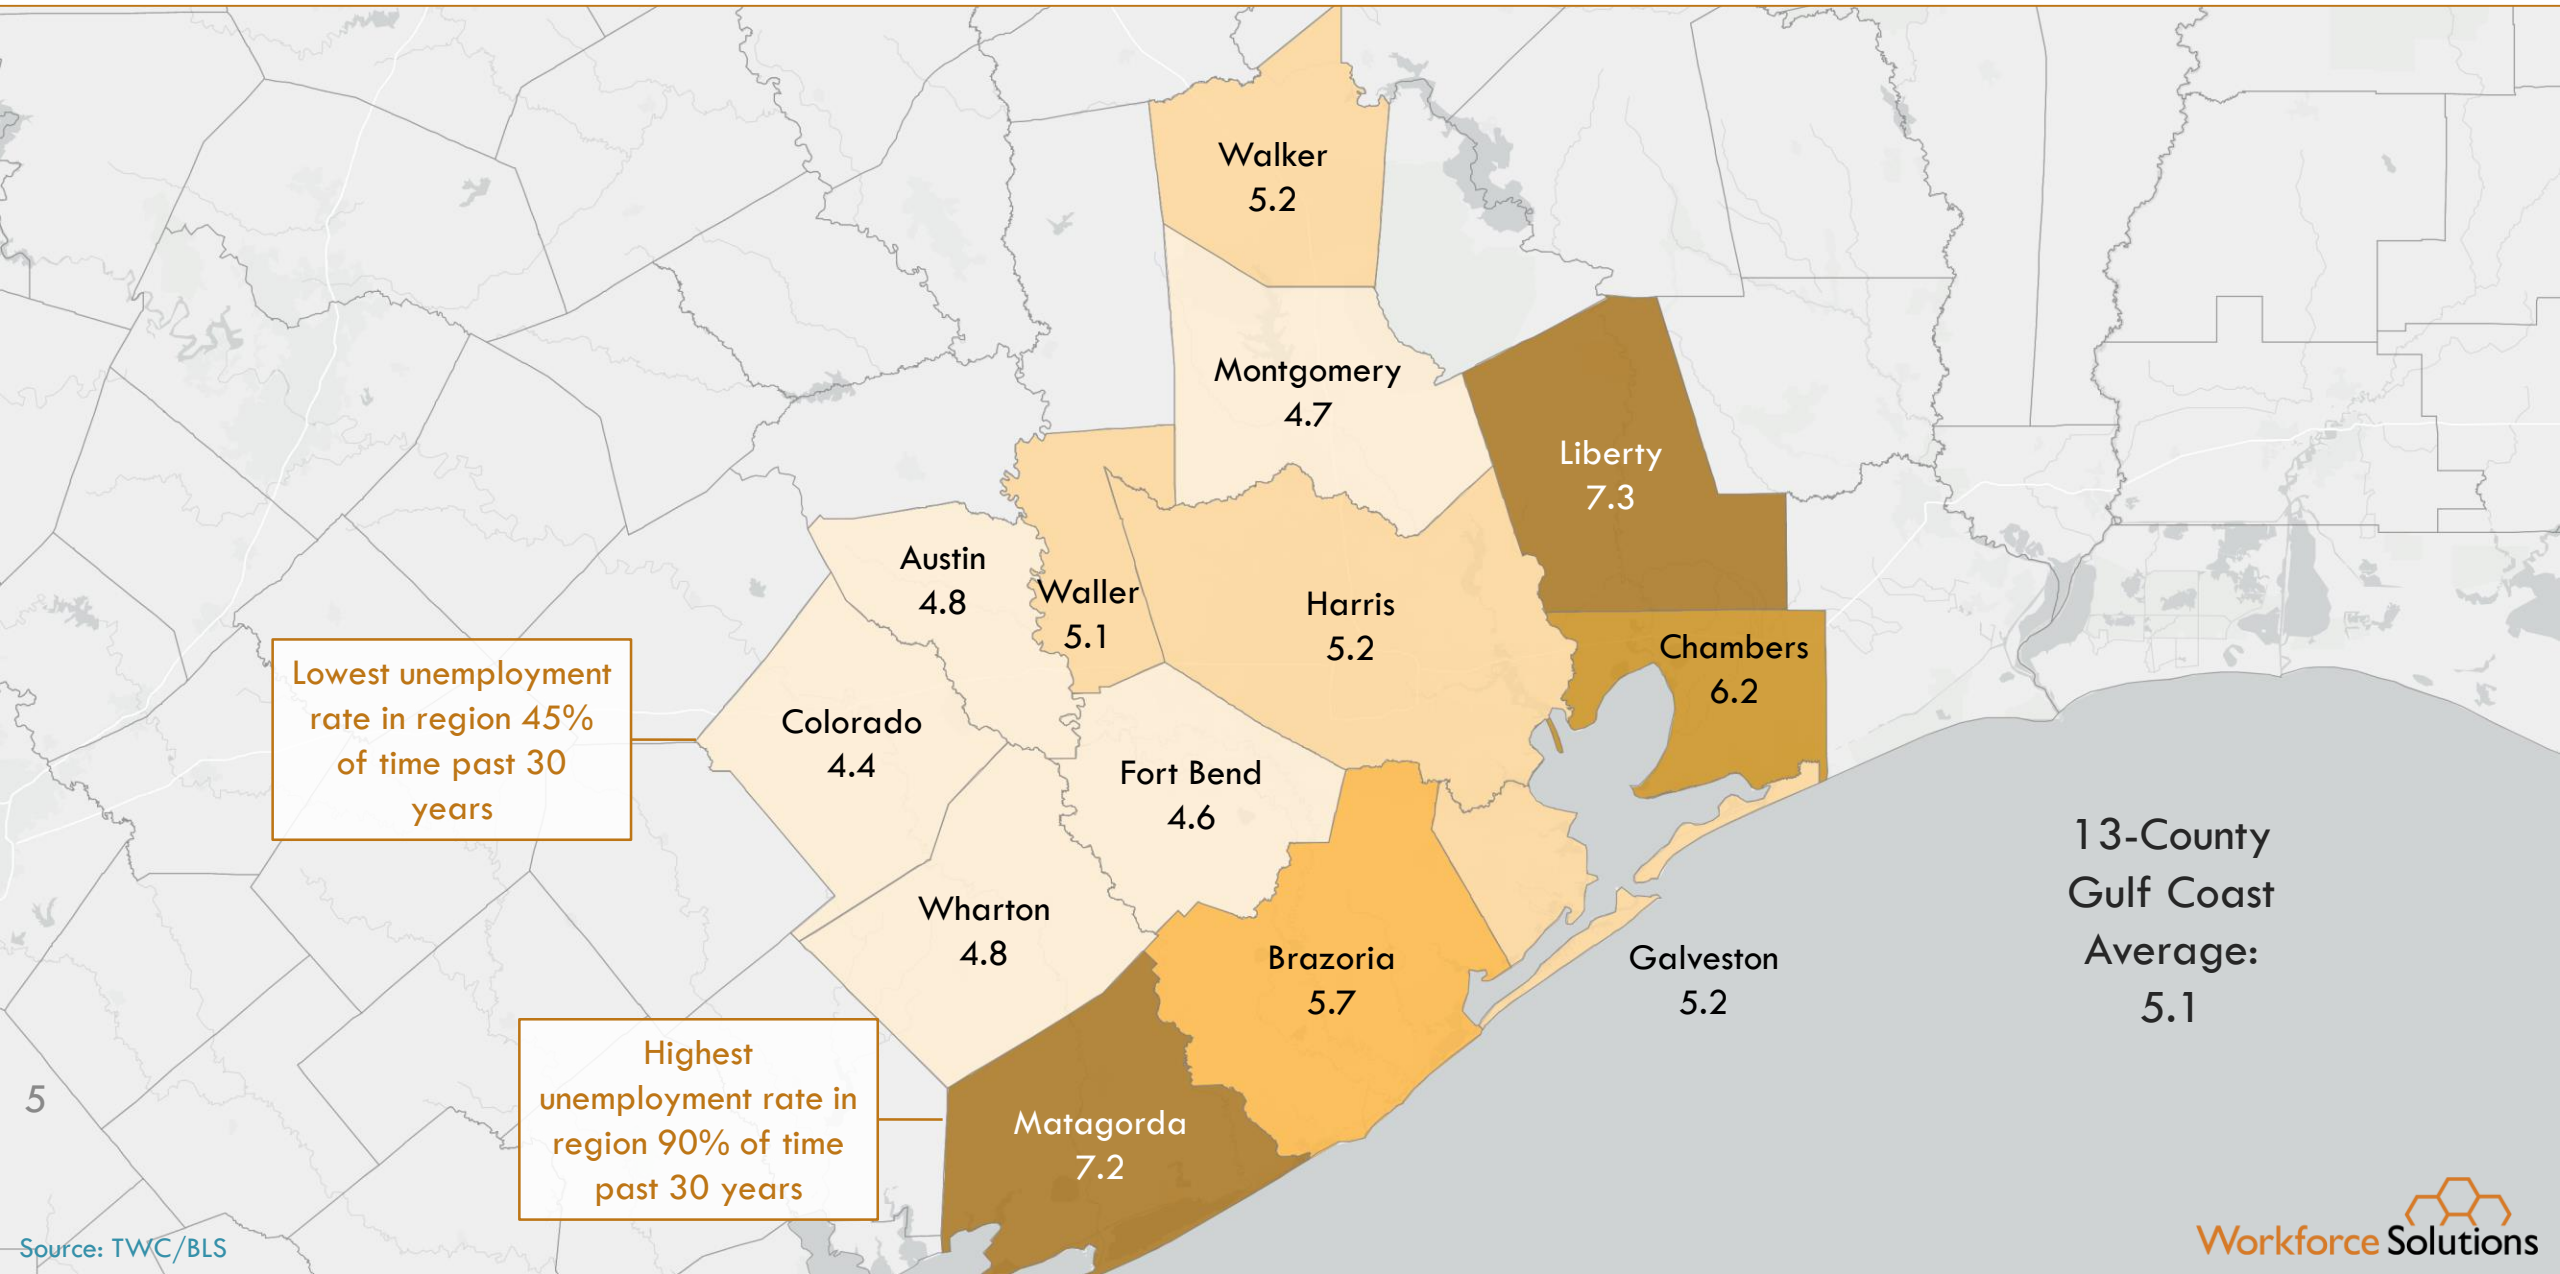 Walker
5.2
Montgomery
4.7
Liberty
7.3
Austin
4.8
Waller
5.1
Harris
5.2
Chambers
6.2
Lowest unemployment
rate in region 45%
of time past 30
years
Colorado
4.4
Fort Bend
4.6
13-County
Gulf Coast
Average:
5.1
Wharton
4.8
Brazoria
5.7
Galveston
5.2
Highest
unemployment rate in
region 90% of time
past 30 years
Matagorda
7.2
5
Source: TWC/BLS
Workforce Solutions